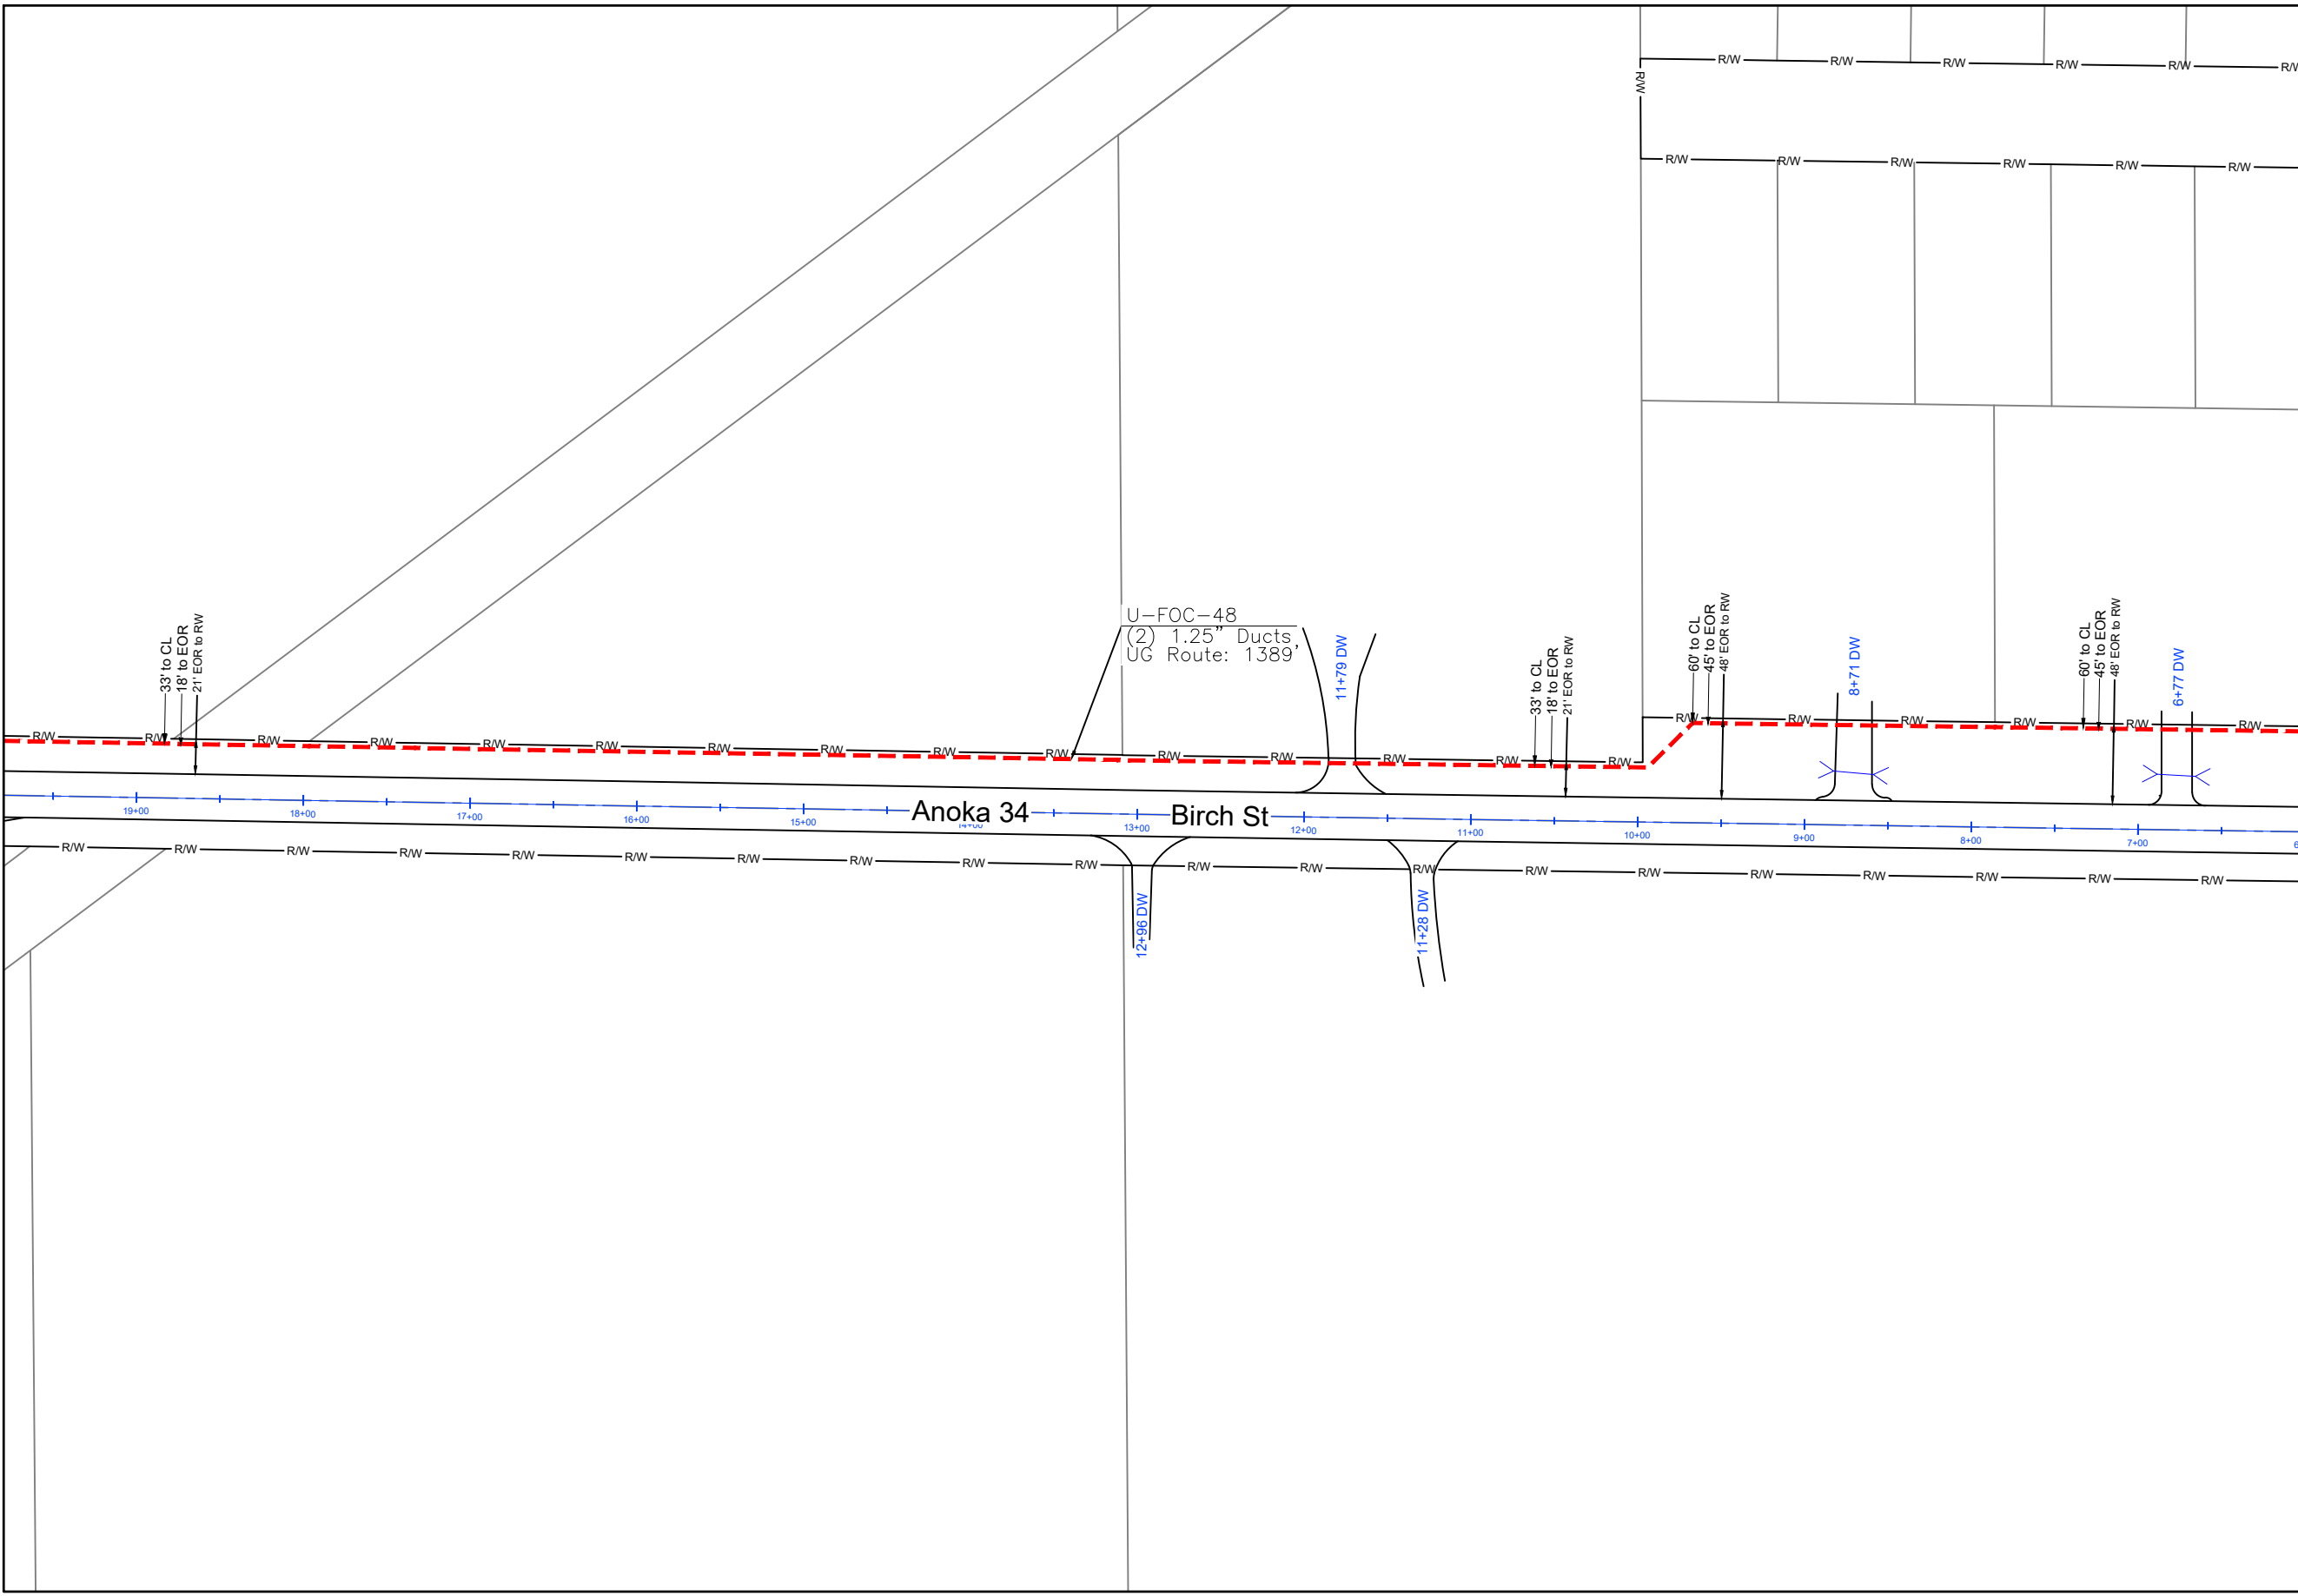 R/W R/W R/W R/W R/W
R/W
R/W R/W R/W R/W R/W R/W
U-FOC-48
(2) 1.25" Ducts
UG Route: 1389'
33' to CL
18' to EOR
21' EOR to RW
11+79 DW
33' to CL
18' to EOR
21' EOR to RW
60' to CL
45' to EOR
48' EOR to RW
8+71 DW
60' to CL
45' to EOR
48' EOR to RW
6+77 DW
R/W R/W R/W R/W R/W R/W
R/W R/W R/W R/W R/W R/W R/W R/W R/W R/W R/W R/W R/W R/W R/W
Anoka 34 Birch St
19+00 18+00 17+00 16+00 15+00 14+00 13+00 12+00 11+00 10+00 9+00 8+00 7+00
R/W R/W R/W R/W R/W R/W R/W R/W R/W R/W R/W R/W R/W R/W R/W R/W R/W R/W R/W R/W
12+96 DW
11+28 DW